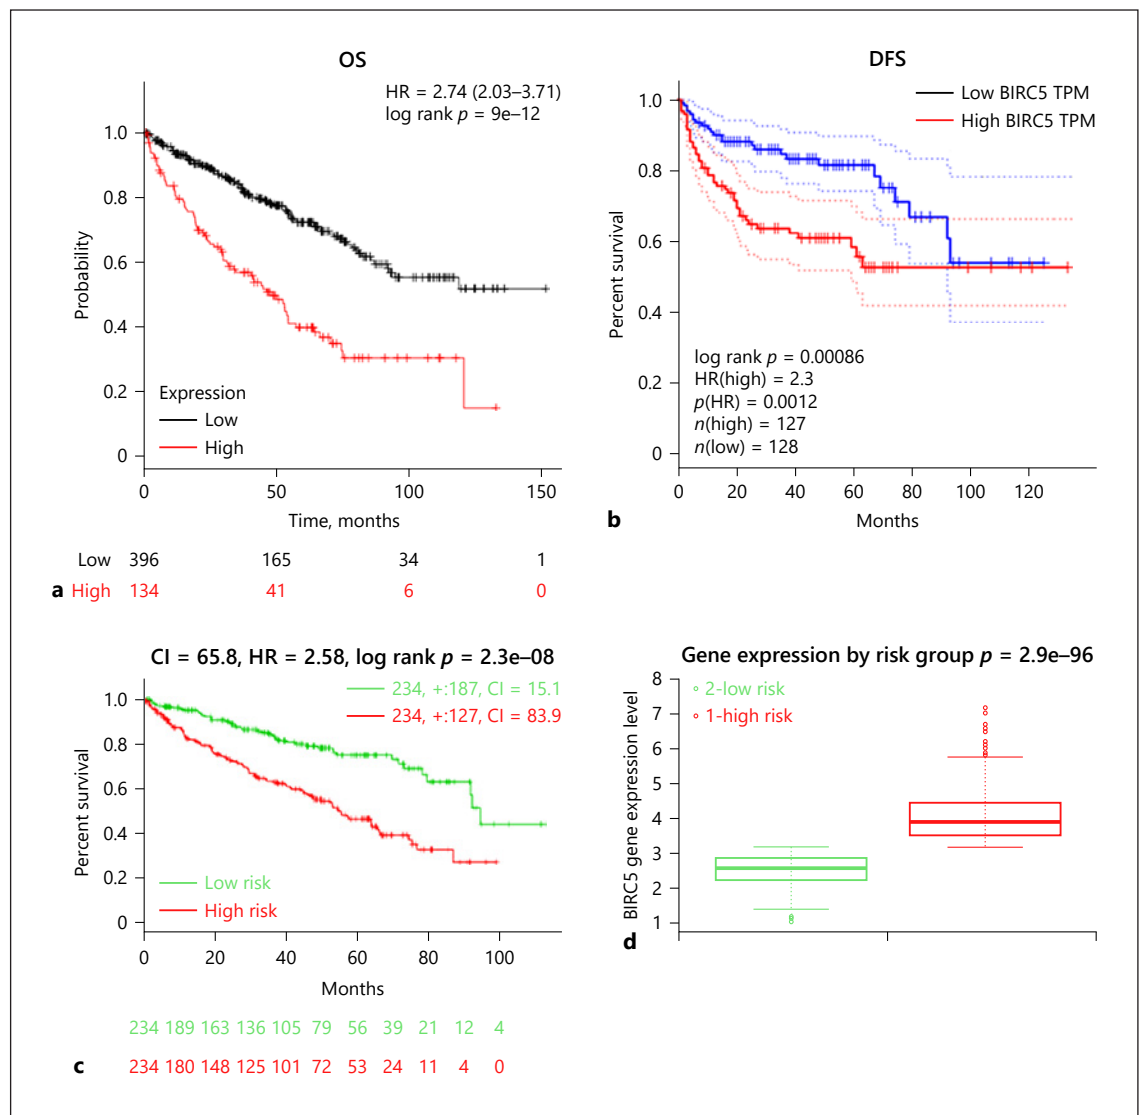 OS
HR = 2.74 (2.03–3.71)
log rank p = 9e–12
1.0
0.8
0.6
0.4
0.2
0
Probability
Expression
Low
High
0 50 100 150
Time, months
Low 396 165 34 1
a High 134 41 6 0
DFS
Low BIRC5 TPM
High BIRC5 TPM
1.0
0.8
0.6
0.4
0.2
0
Percent survival
log rank p = 0.00086
HR(high) = 2.3
p(HR) = 0.0012
n(high) = 127
n(low) = 128
0 20 40 60 80 100 120
b Months
CI = 65.8, HR = 2.58, log rank p = 2.3e–08
234, +:187, CI = 15.1
234, +:127, CI = 83.9
1.0
0.8
0.6
0.4
0.2
0
Percent survival
Low risk
High risk
0 20 40 60 80 100
Months
234 189 163 136 105 79 56 39 21 12 4
c 234 180 148 125 101 72 53 24 11 4 0
Gene expression by risk group p = 2.9e–96
2-low risk
1-high risk
8
7
6
5
4
3
2
1
BIRC5 gene expression level
d